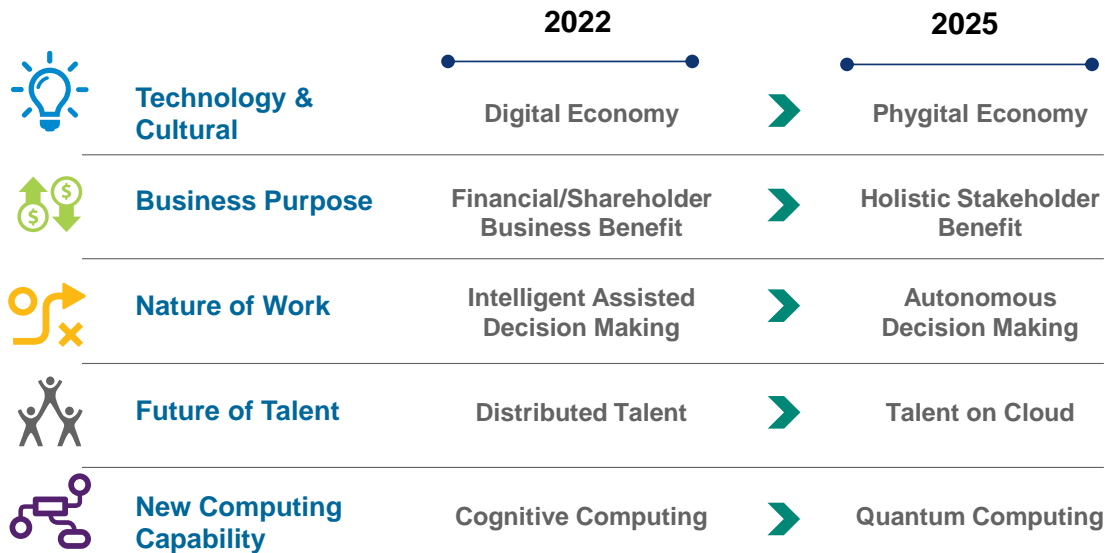 2022
2025
Technology &
Cultural
Digital Economy
Phygital Economy
Business Purpose
Financial/Shareholder
Business Benefit
Holistic Stakeholder
Benefit
Nature of Work
Intelligent Assisted
Decision Making
Autonomous
Decision Making
Future of Talent
Distributed Talent
Talent on Cloud
New Computing
Capability
Cognitive Computing
Quantum Computing
$
$